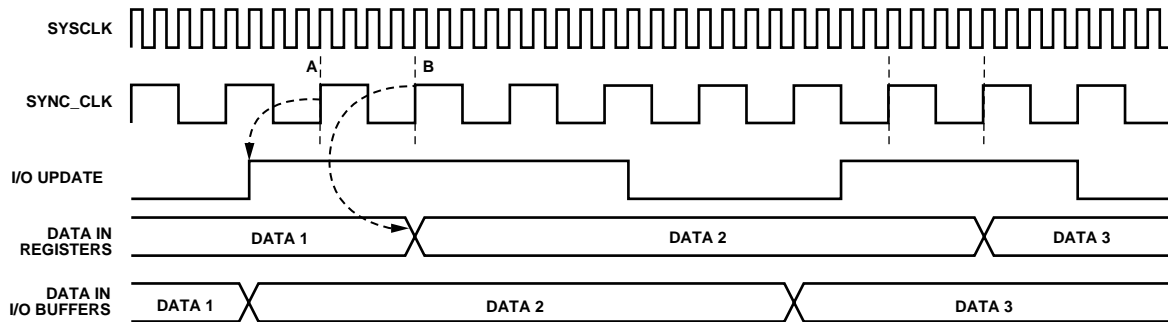 SYSCLK
A B
SYNC_CLK
I/O UPDATE
DATA IN
REGISTERS
DATA 1 DATA 2 DATA 3
DATA IN
I/O BUFFERS
DATA 1 DATA 2 DATA 3